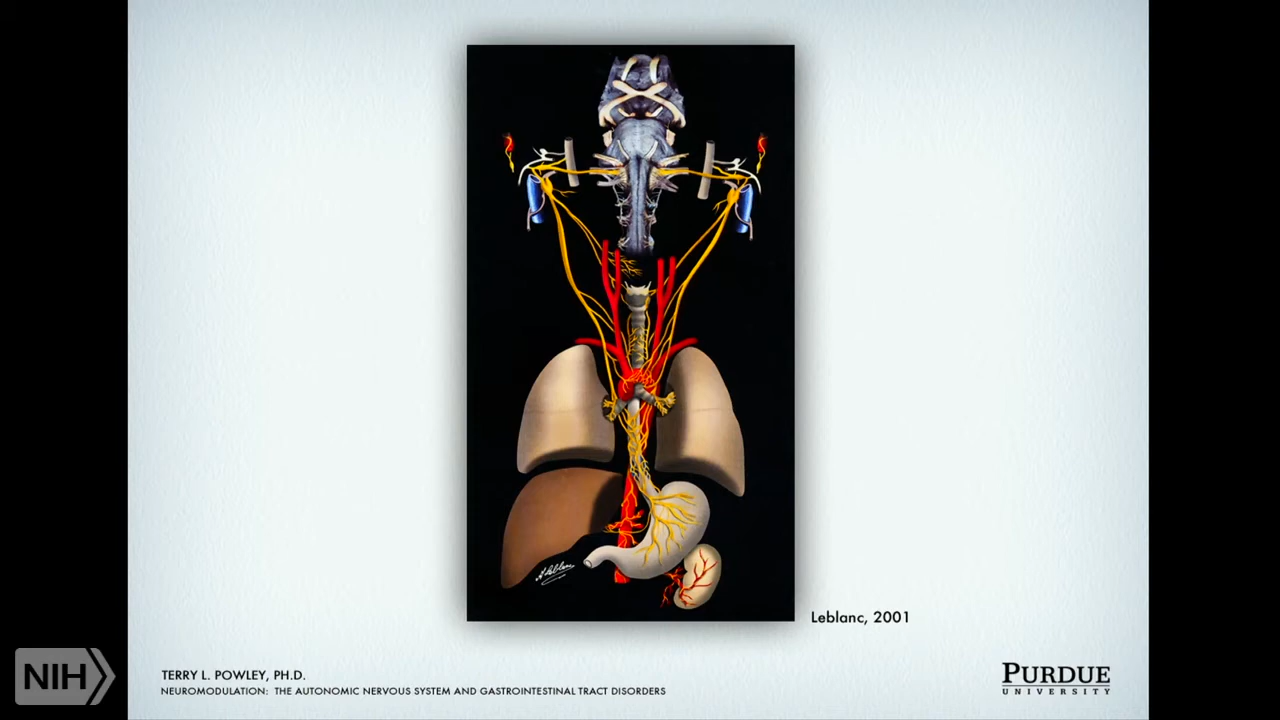 Leblanc, 2001
NIH
TERRY L. POWLEY, PH.D.
NEUROMODULATION: THE AUTONOMIC NERVOUS SYSTEM AND GASTROINTESTINAL TRACT DISORDERS
PURDUE
UNIVERSITY